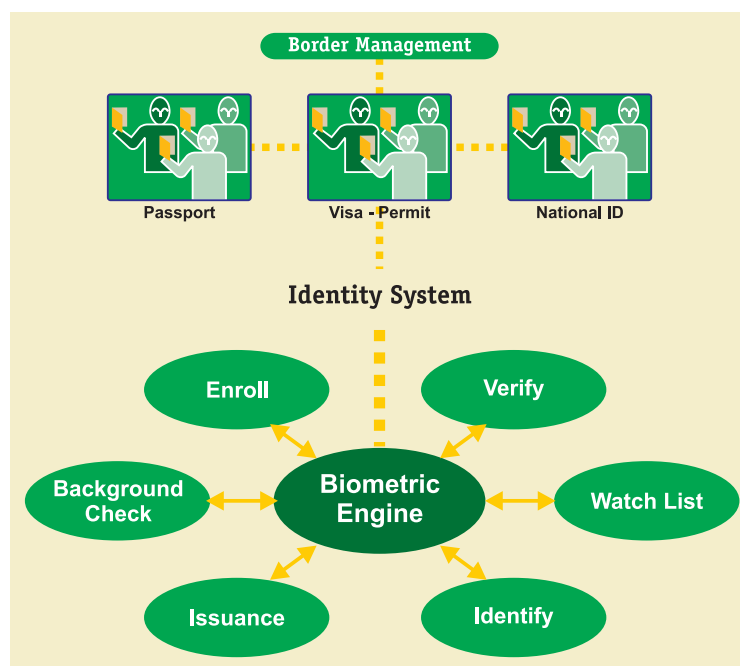 Border Management
Passport
Visa - Permit
National ID
Identity System
Enroll
Verify
Background
Check
Biometric
Engine
Watch List
Issuance
Identify